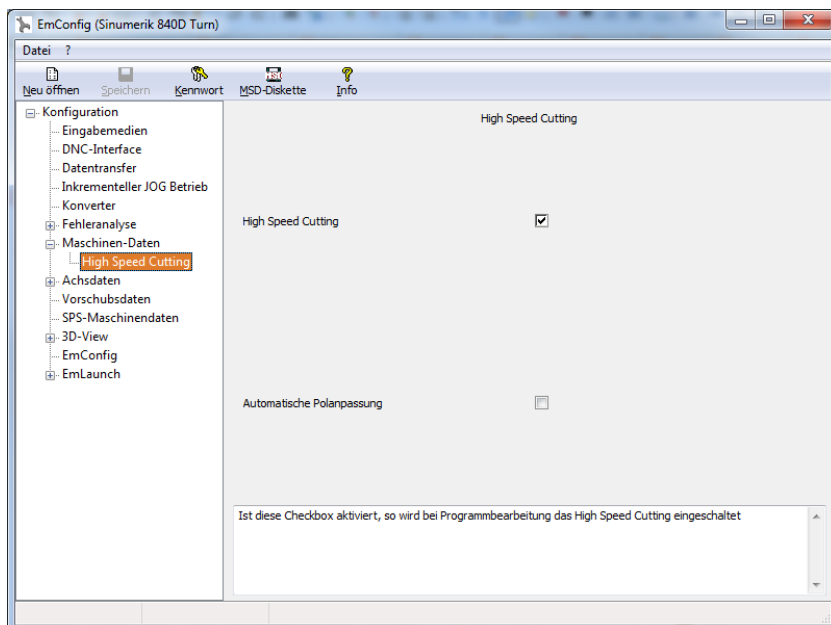 EmConfig (Sinumerik 840D Turn)
Datei ?
Neu öffnen Speichern Kennwort MSD-Diskette Info
Konfiguration
Eingabemedien
DNC-Interface
Datentransfer
Inkrementeller JOG Betrieb
Konverter
Fehleranalyse
Maschinen-Daten
High Speed Cutting
Achsdaten
Vorschubsdaten
SPS-Maschinendaten
3D-View
EmConfig
EmLaunch
High Speed Cutting
High Speed Cutting
Automatische Polanpassung
Ist diese Checkbox aktiviert, so wird bei Programmbearbeitung das High Speed Cutting eingeschaltet